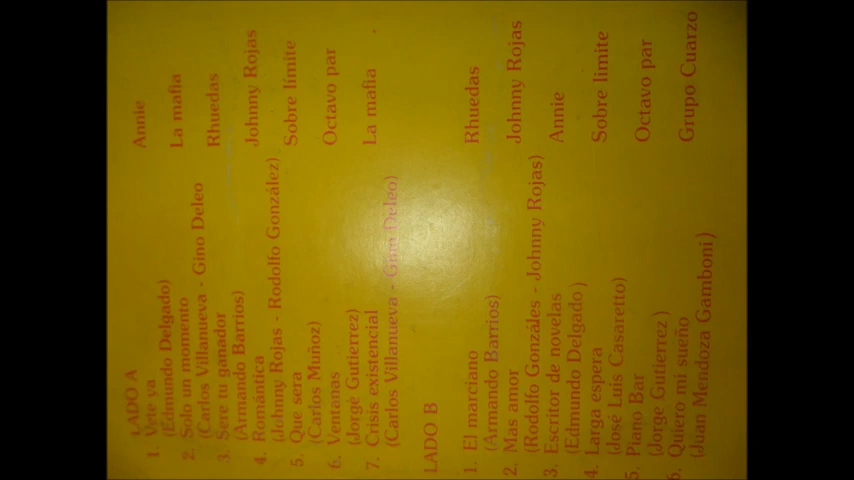 LADO A
1. Vete ya Annie
(Edmundo Delgado)
2. Solo un momento La mafia
(Carlos Villanueva - Gino Deleo
3. Sere tu ganador Rhuedas
(Armando Barrios)
4. Romántica Johnny Rojas
(Johnny Rojas - Rodolfo González)
5. Que sera Sobre límite
(Carlos Muñoz)
6. Ventanas Octavo par
(Jorgé Gutierrez)
7. Crisis existencial La mafia
(Carlos Villanueva - Gino Deleo)
LADO B
1. El marciano Rhuedas
(Armando Barrios)
2. Mas amor Johnny Rojas
(Rodolfo Gonzáles - Johnny Rojas)
3. Escritor de novelas Annie
(Edmundo Delgado)
4. Larga espera Sobre limite
(José Luis Casaretto)
5. Piano Bar Octavo par
(Jorge Gutierrez)
6. Quiero mi sueño Grupo Cuarzo
(Juan Mendoza Gamboni)